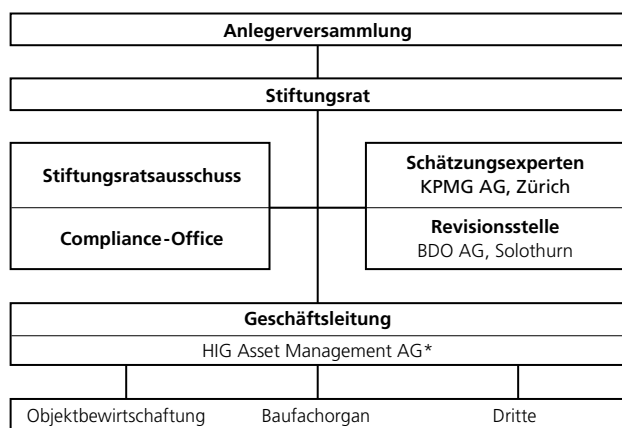 Anlegerversammlung
Stiftungsrat
Stiftungsratsausschuss
Compliance-Office
Schätzungsexperten
KPMG AG, Zürich
Revisionsstelle
BDO AG, Solothurn
Geschäftsleitung
HIG Asset Management AG*
Objektbewirtschaftung
Baufachorgan
Dritte